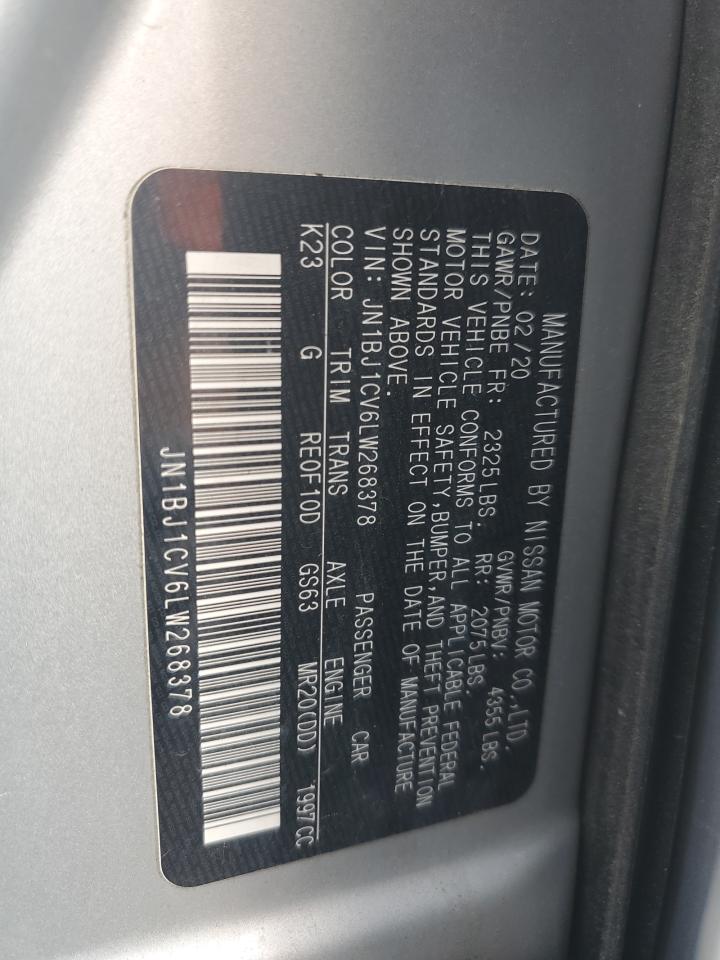 MANUFACTURED BY NISSAN MOTOR CO.,LTD.
DATE: 02/20 GVWR/PNBV: 4355LBS.
GAWR/PNBE FR: 2325LBS. RR: 2075LBS.
THIS VEHICLE CONFORMS TO ALL APPLICABLE FEDERAL
MOTOR VEHICLE SAFETY,BUMPER,AND THEFT PREVENTION
STANDARDS IN EFFECT ON THE DATE OF MANUFACTURE
SHOWN ABOVE.
VIN: JN1BJ1CV6LW268378 PASSENGER CAR
COLOR TRIM TRANS AXLE ENGINE
K23 G RE0F10D GS63 MR20(DD) 1997CC
JN1BJ1CV6LW268378